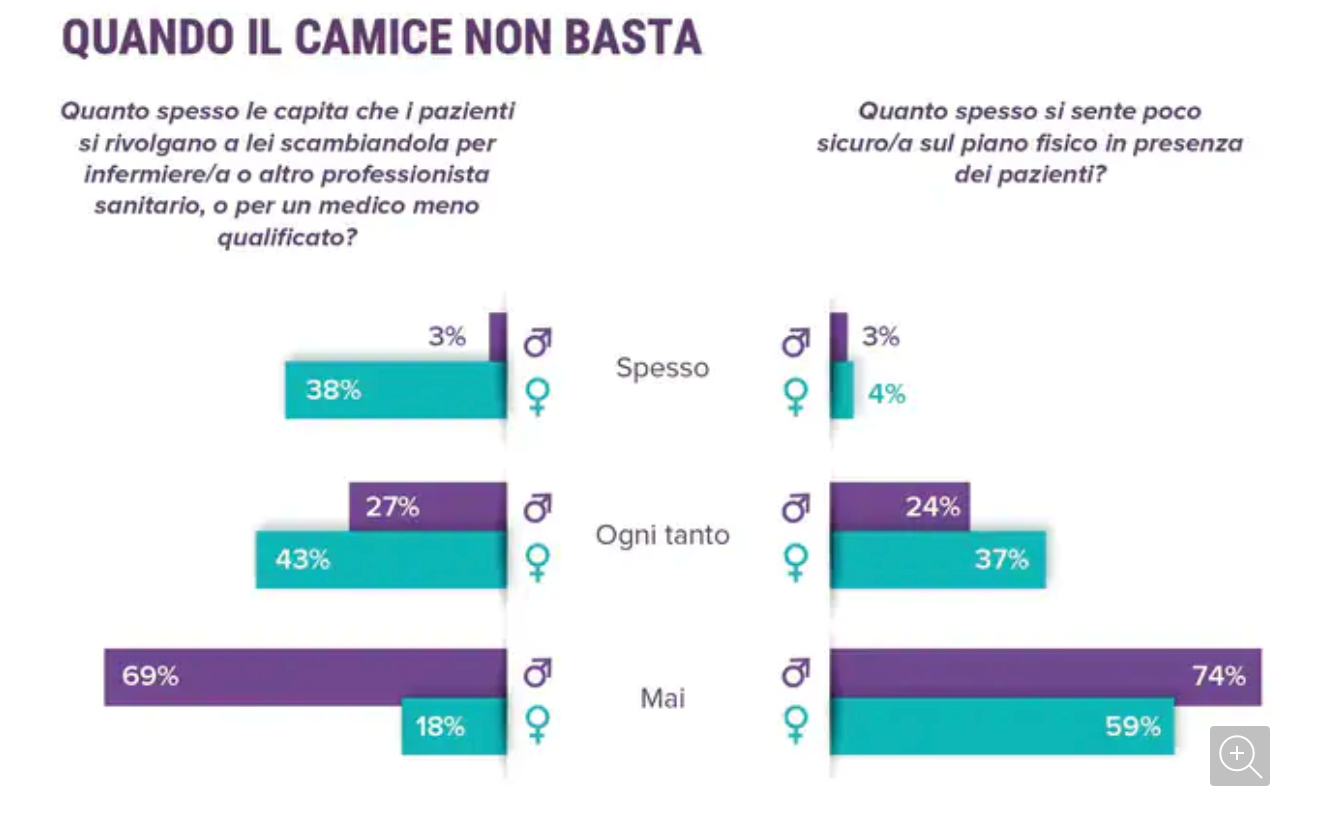 QUANDO IL CAMICE NON BASTA
Quanto spesso le capita che i pazienti
si rivolgano a lei scambiandola per
infermiere/a o altro professionista
sanitario, o per un medico meno
qualificato?
Quanto spesso si sente poco
sicuro/a sul piano fisico in presenza
dei pazienti?
3%
♂
Spesso
♂
3%
38%
♀
♀
4%
27%
♂
Ogni tanto
♂
24%
43%
♀
♀
37%
69%
♂
Mai
♂
74%
18%
♀
♀
59%